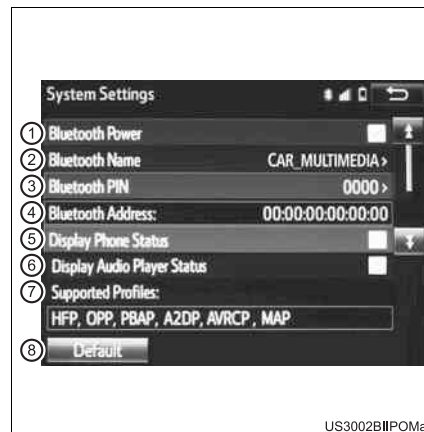 System Settings
① Bluetooth Power
② Bluetooth Name CAR_MULTIMEDIA >
③ Bluetooth PIN 0000 >
④ Bluetooth Address: 00:00:00:00:00:00
⑤ Display Phone Status
⑥ Display Audio Player Status
⑦ Supported Profiles:
HFP, OPP, PBAP, A2DP, AVRCP , MAP
⑧ Default
US3002BIIPOMa